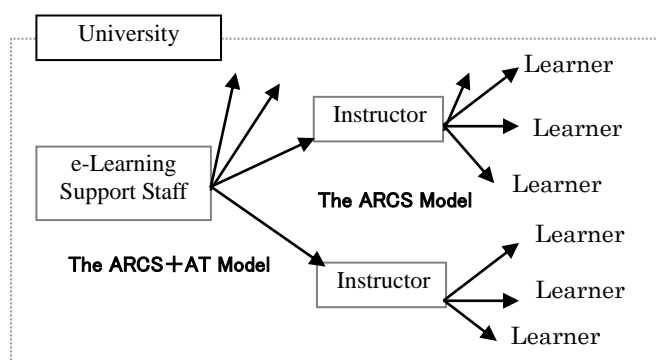 University
Learner
Instructor
Learner
e-Learning
Support Staff
Learner
The ARCS Model
Learner
The ARCS＋AT Model
Instructor
Learner
Learner